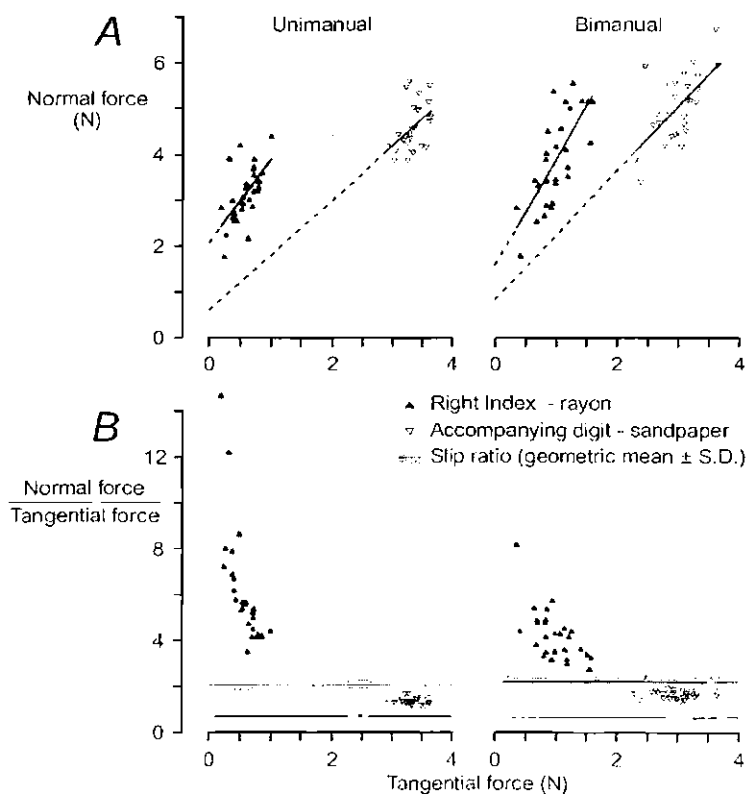 A
Unimanual
Bimanual
Normal force
(N)
6
4
2
0
0 2 4
0 2 4
B
▲ Right Index - rayon
▽ Accompanying digit - sandpaper
Slip ratio (geometric mean ± S.D.)
Normal force
Tangential force
12
8
4
0
0 2 4
0 2 4
Tangential force (N)